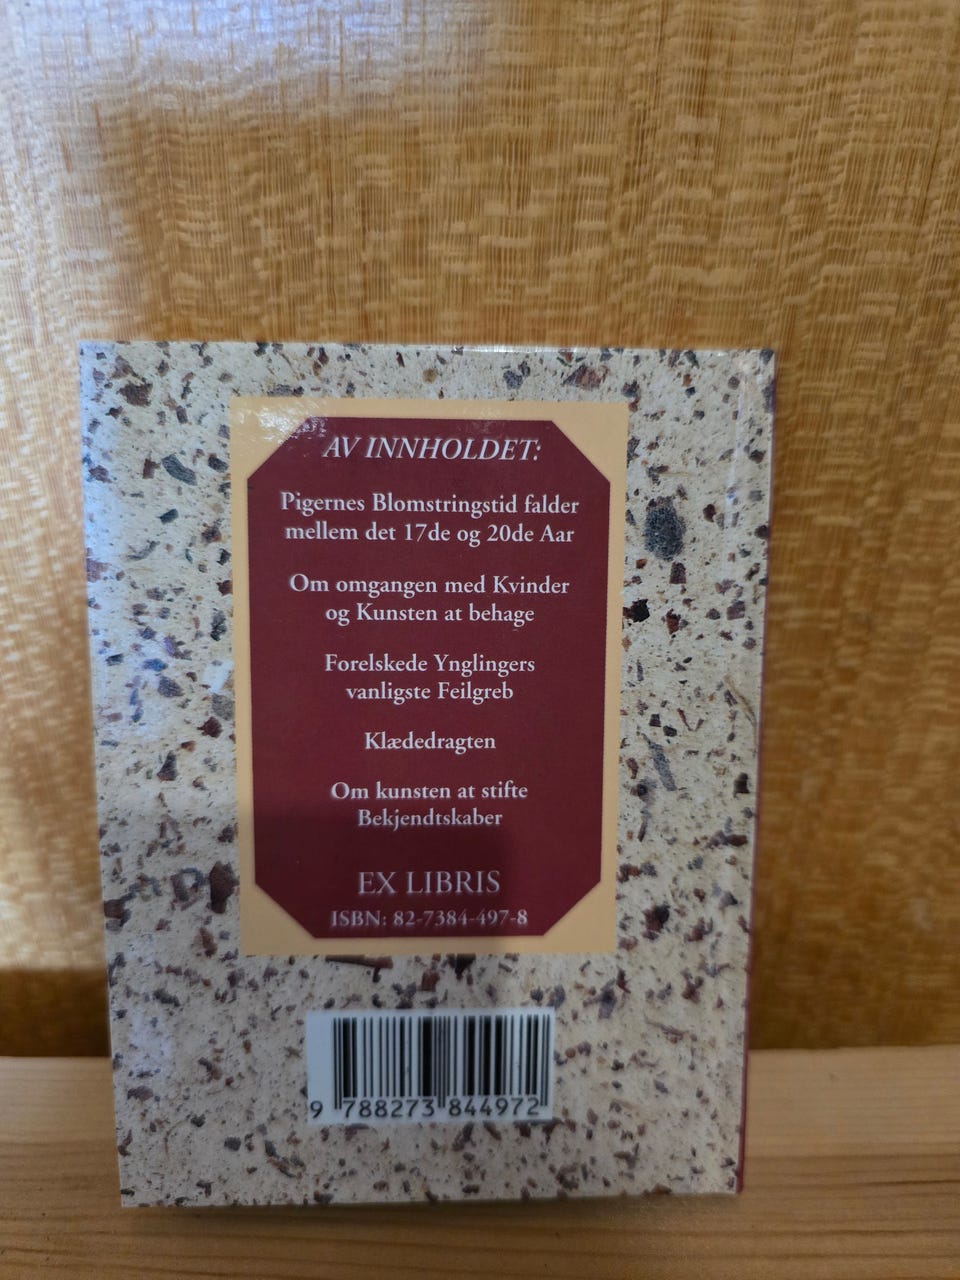 AV INNHOLDET:
Pigernes Blomstringstid falder
mellem det 17de og 20de Aar
Om omgangen med Kvinder
og Kunsten at behage
Forelskede Ynglingers
vanligste Feilgreb
Klædedragten
Om kunsten at stifte
Bekjendtskaber
EX LIBRIS
ISBN: 82-7384-497-8
9 788273 844972